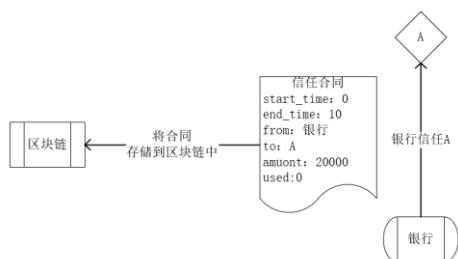 A
信任合同
start_time: 0
end_time: 10
from: 银行
to: A
amuont: 20000
used:0
区块链
将合同
存储到区块链中
银行信任A
银行